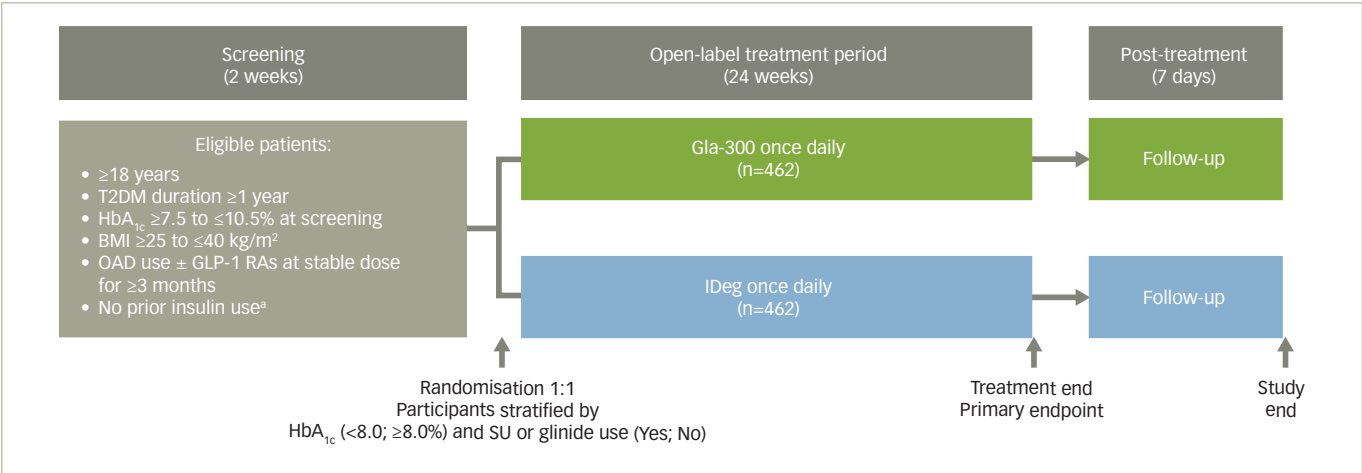 Screening
(2 weeks)
Open-label treatment period
(24 weeks)
Post-treatment
(7 days)
Eligible patients:
• ≥18 years
• T2DM duration ≥1 year
• HbA1c ≥7.5 to ≤10.5% at screening
• BMI ≥25 to ≤40 kg/m²
• OAD use ± GLP-1 RAs at stable dose
for ≥3 months
• No prior insulin useᵃ
Gla-300 once daily
(n=462)
Follow-up
IDeg once daily
(n=462)
Follow-up
Randomisation 1:1
Participants stratified by
HbA1c (<8.0; ≥8.0%) and SU or glinide use (Yes; No)
Treatment end
Primary endpoint
Study
end